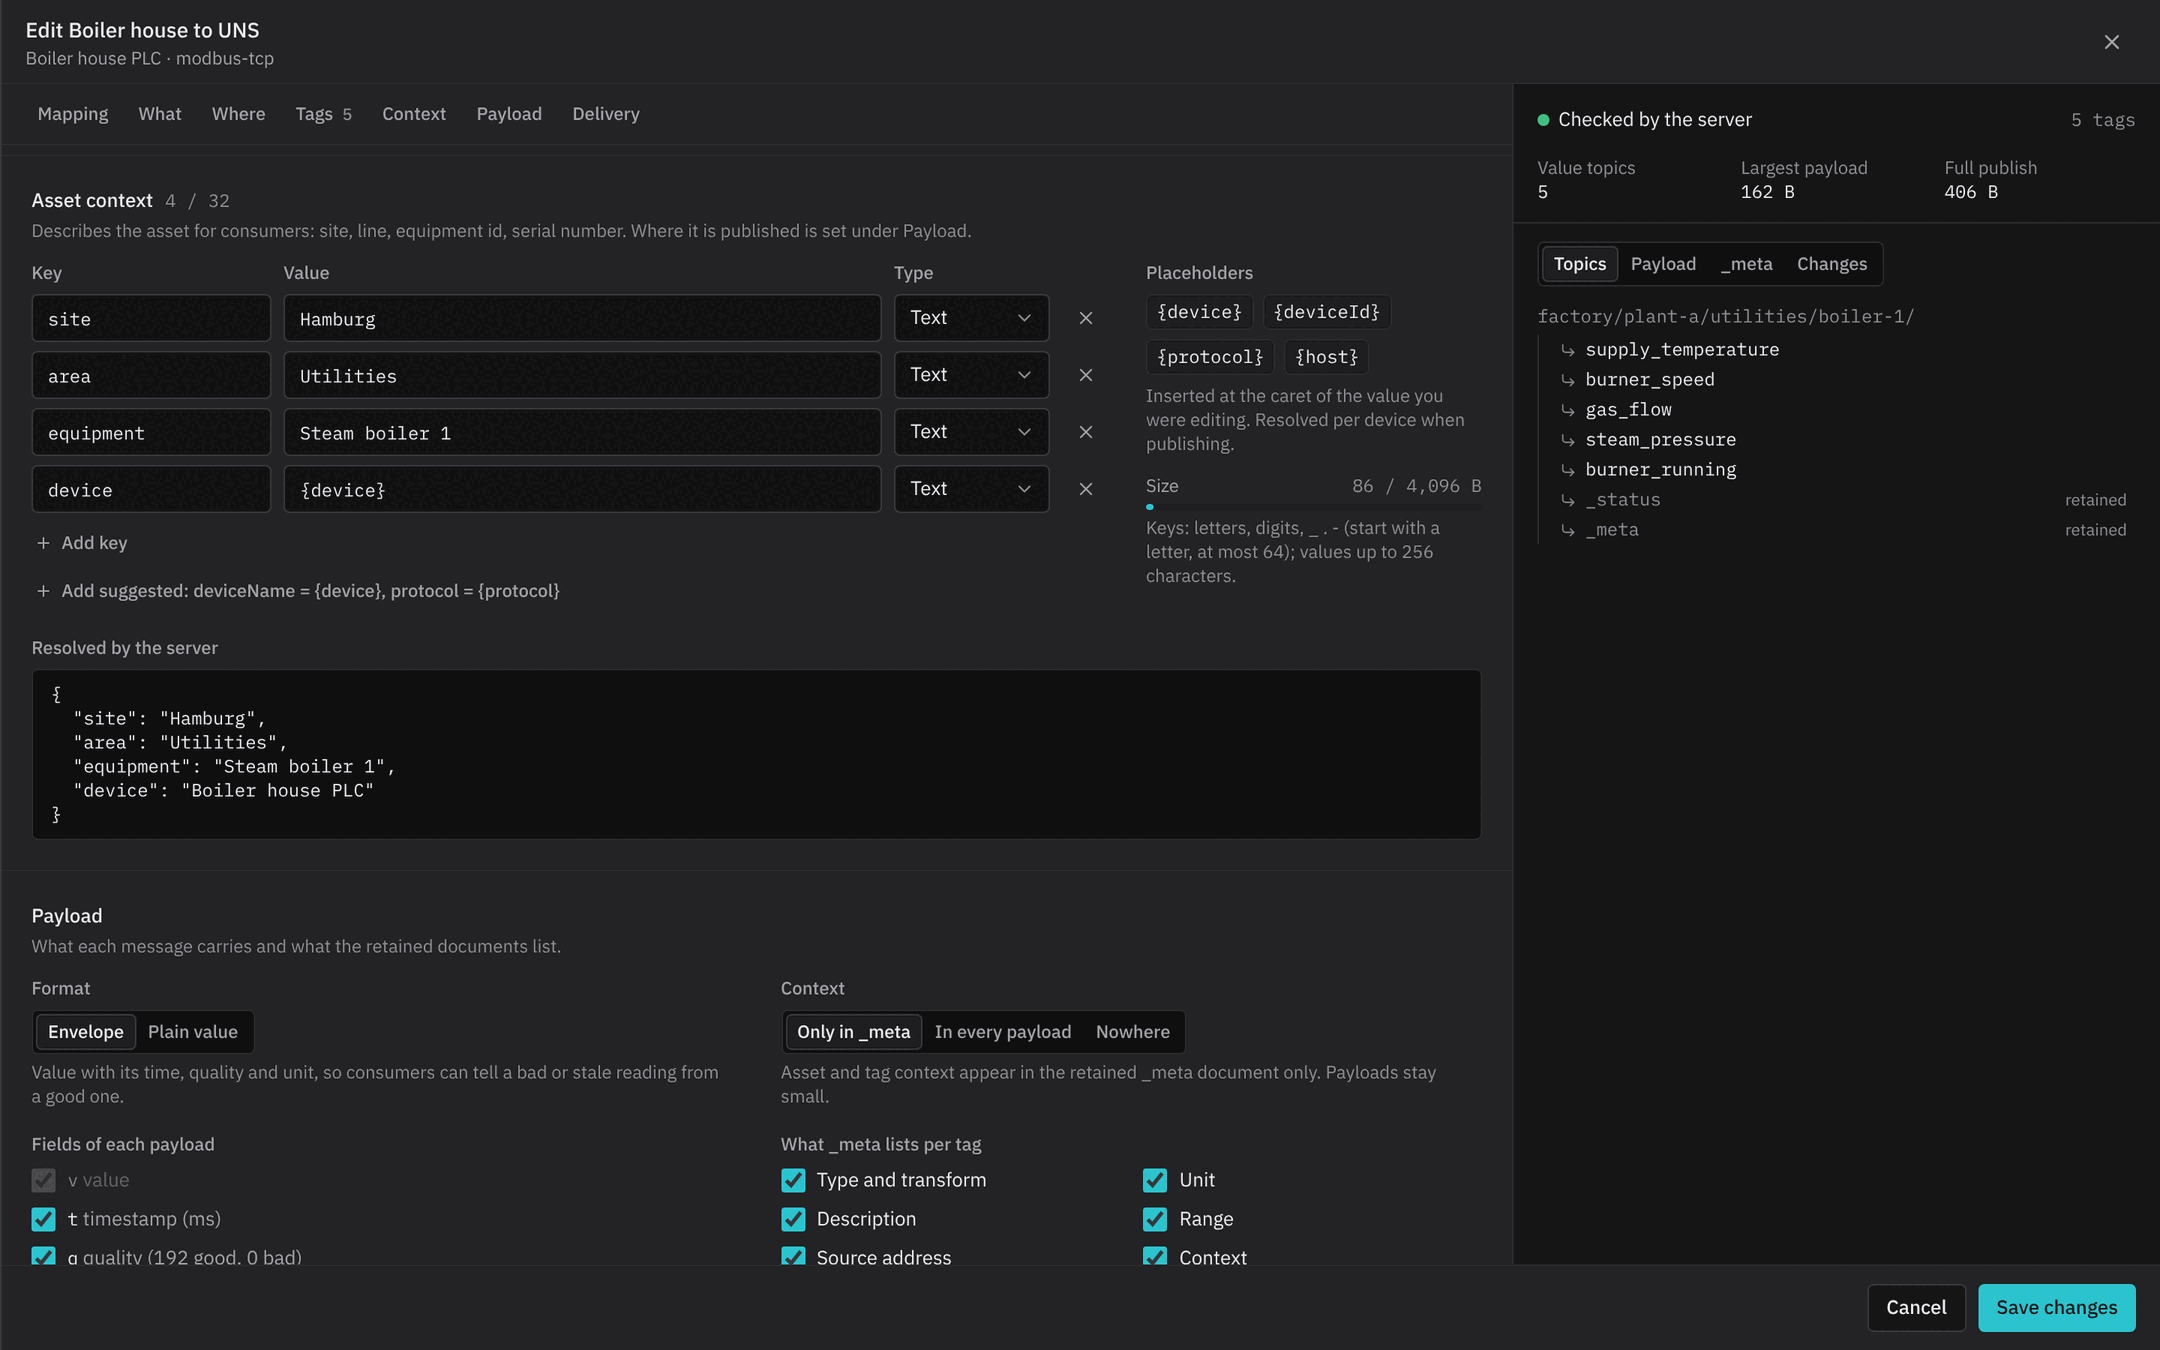 Edit Boiler house to UNS
Boiler house PLC · modbus-tcp
Mapping What Where Tags 5 Context Payload Delivery
Asset context 4 / 32
Describes the asset for consumers: site, line, equipment id, serial number. Where it is published is set under Payload.
Key Value Type
site Hamburg Text
area Utilities Text
equipment Steam boiler 1 Text
device {device} Text
+ Add key
+ Add suggested: deviceName = {device}, protocol = {protocol}
Placeholders
{device} {deviceId}
{protocol} {host}
Inserted at the caret of the value you
were editing. Resolved per device when
publishing.
Size 86 / 4,096 B
Keys: letters, digits, _ . - (start with a
letter, at most 64); values up to 256
characters.
Resolved by the server
{
"site": "Hamburg",
"area": "Utilities",
"equipment": "Steam boiler 1",
"device": "Boiler house PLC"
}
Payload
What each message carries and what the retained documents list.
Format
Envelope Plain value
Value with its time, quality and unit, so consumers can tell a bad or stale reading from
a good one.
Fields of each payload
v value
t timestamp (ms)
q quality (192 good, 0 bad)
Context
Only in _meta In every payload Nowhere
Asset and tag context appear in the retained _meta document only. Payloads stay
small.
What _meta lists per tag
Type and transform Unit
Description Range
Source address Context
Checked by the server 5 tags
Value topics Largest payload Full publish
5 162 B 406 B
Topics Payload _meta Changes
factory/plant-a/utilities/boiler-1/
supply_temperature
burner_speed
gas_flow
steam_pressure
burner_running
_status retained
_meta retained
Cancel Save changes